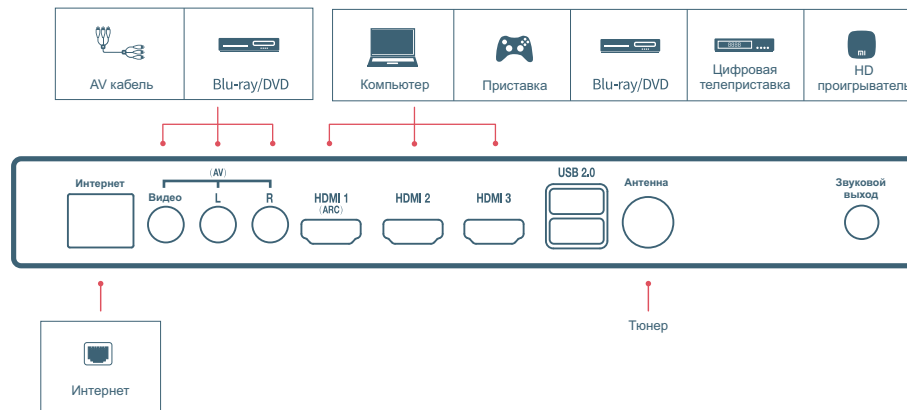 AV кабель
Blu-ray/DVD
Компьютер
Приставка
Blu-ray/DVD
Цифровая
телеприставка
HD
проигрыватель
Интернет
(AV)
Видео
L
R
HDMI 1
(ARC)
HDMI 2
HDMI 3
USB 2.0
Антенна
Звуковой
выход
Тюнер
Интернет